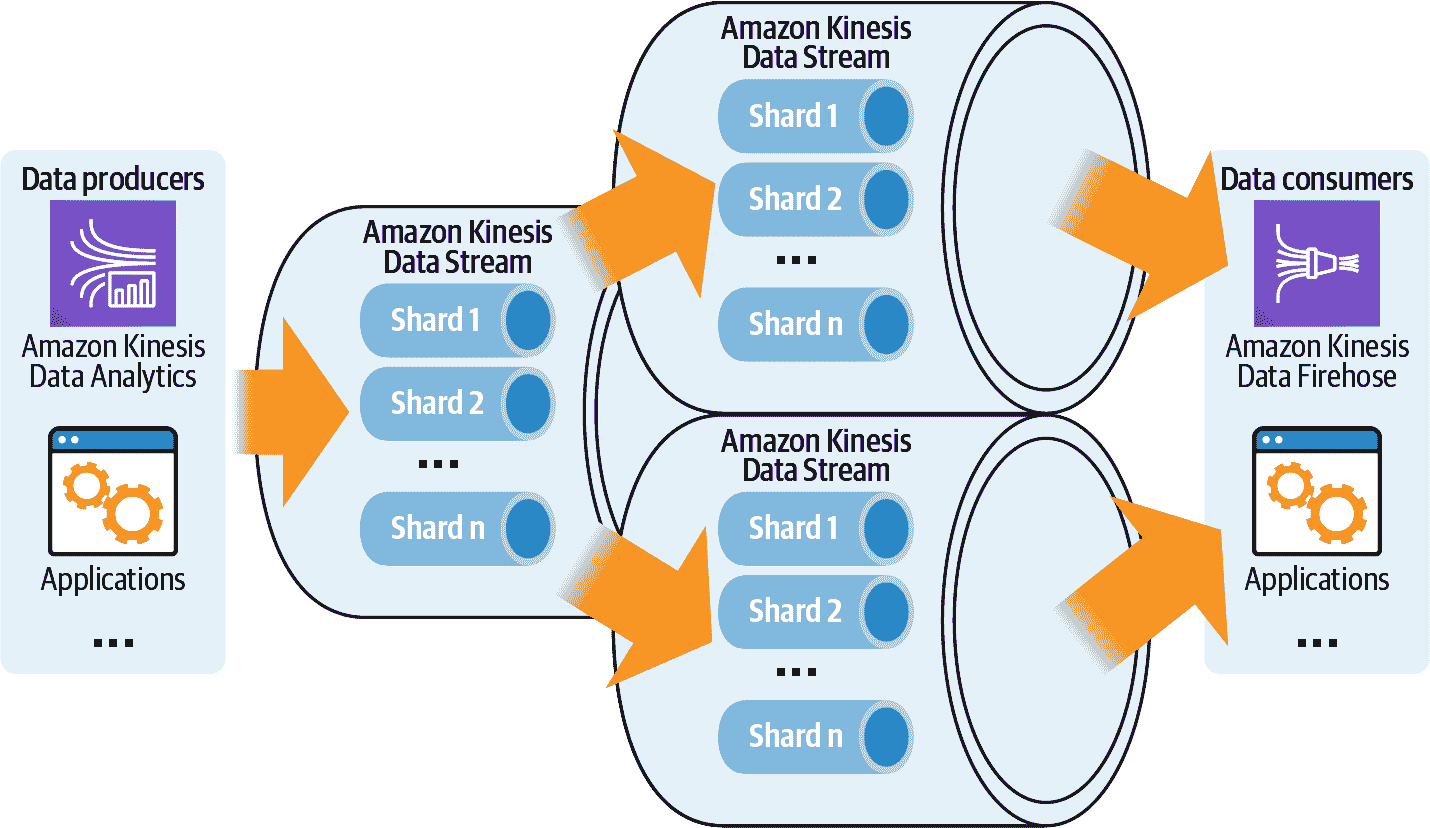 Data producers
Amazon Kinesis
Data Analytics
Applications
...
Amazon Kinesis
Data Stream
Shard 1
Shard 2
...
Shard n
Amazon Kinesis
Data Stream
Shard 1
Shard 2
...
Shard n
Amazon Kinesis
Data Stream
Shard 1
Shard 2
...
Shard n
Data consumers
Amazon Kinesis
Data Firehose
Applications
...